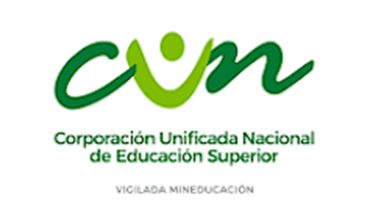 cun
Corporación Unificada Nacional
de Educación Superior
VIGILADA MINEDUCACIÓN